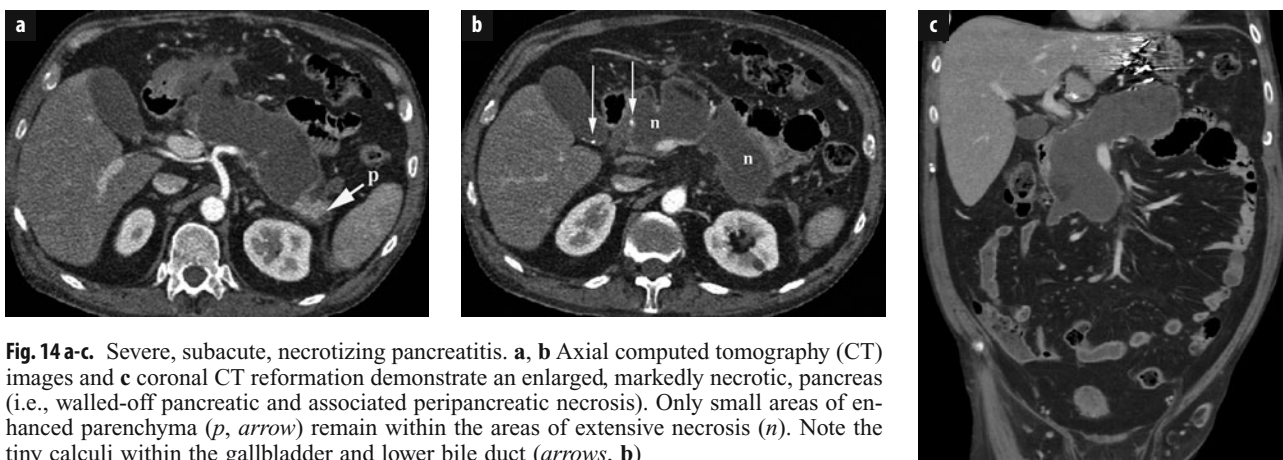 a
b
c
p
n
n
Fig. 14 a-c. Severe, subacute, necrotizing pancreatitis. a, b Axial computed tomography (CT)
images and c coronal CT reformation demonstrate an enlarged, markedly necrotic, pancreas
(i.e., walled-off pancreatic and associated peripancreatic necrosis). Only small areas of en-
hanced parenchyma (p, arrow) remain within the areas of extensive necrosis (n). Note the
tiny calculi within the gallbladder and lower bile duct (arrows, b)